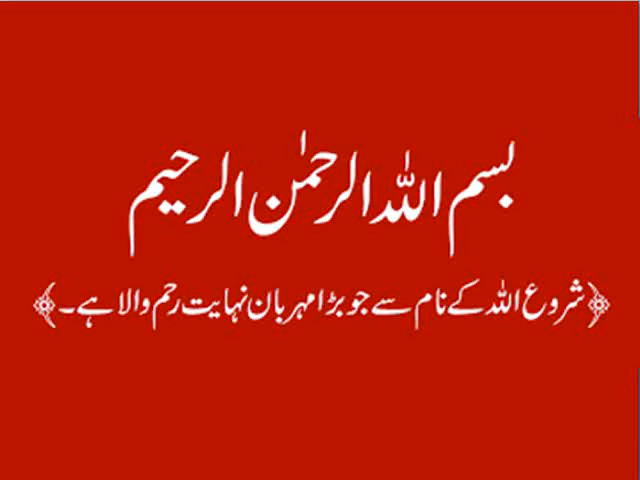 بسم اللہ الرحمٰن الرحیم
﴿شروع اللہ کے نام سے جو بڑا مہربان نہایت رحم والا ہے۔﴾